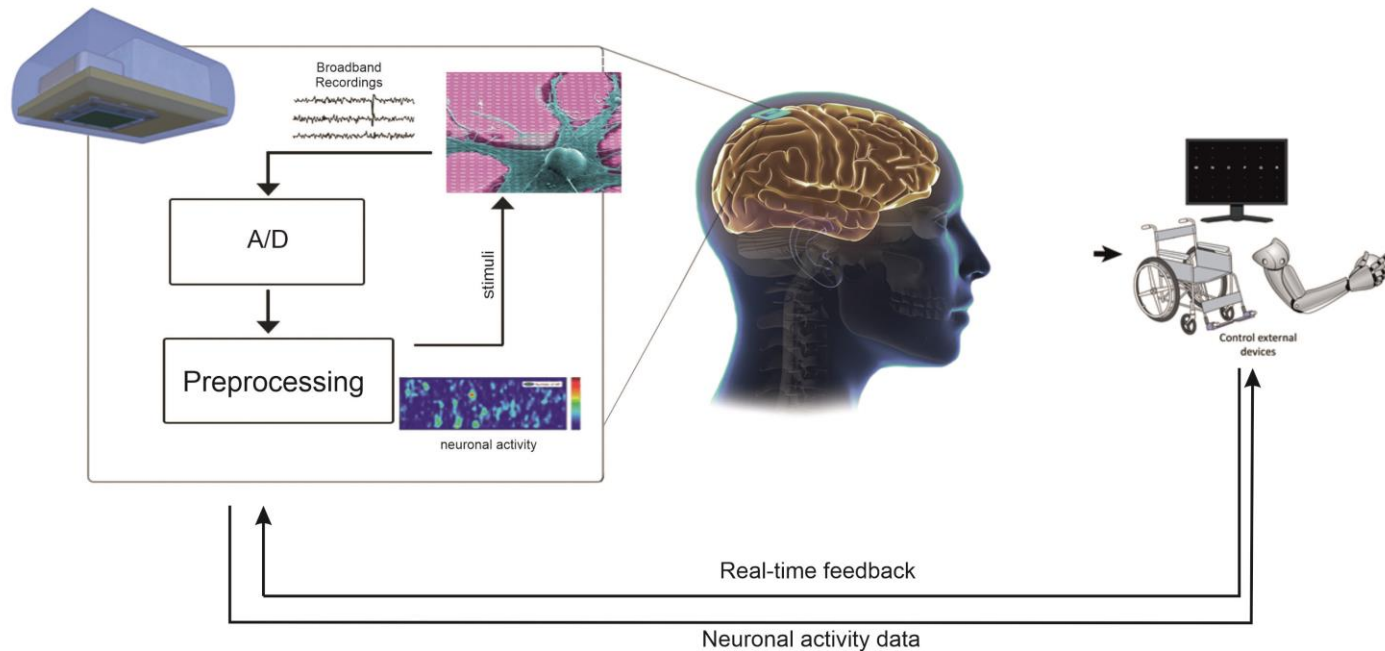 Broadband
Recordings
A/D
stimuli
Preprocessing
neuronal activity
Control external
devices
Real-time feedback
Neuronal activity data